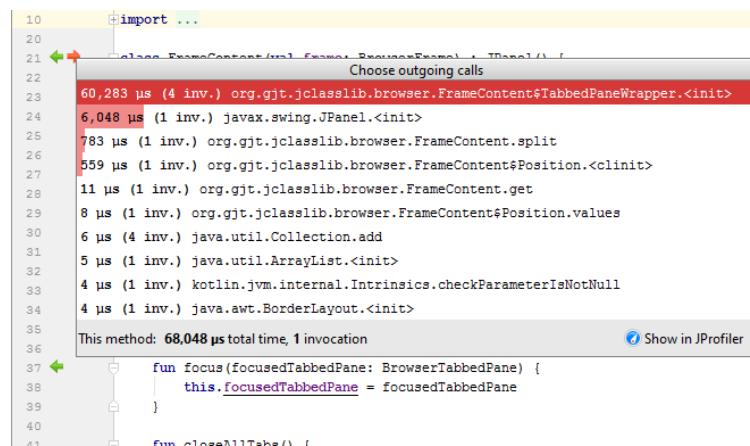 10 import ...
20
21 class FrameContent(val frame: BrowserFrame) : JPanel() {
22
Choose outgoing calls
23
60,283 µs (4 inv.) org.gjt.jclasslib.browser.FrameContent$TabbedPaneWrapper.<init>
24
6,048 µs (1 inv.) javax.swing.JPanel.<init>
25
783 µs (1 inv.) org.gjt.jclasslib.browser.FrameContent.split
26
559 µs (1 inv.) org.gjt.jclasslib.browser.FrameContent$Position.<clinit>
27
28
11 µs (1 inv.) org.gjt.jclasslib.browser.FrameContent.get
29
8 µs (1 inv.) org.gjt.jclasslib.browser.FrameContent$Position.values
30
6 µs (4 inv.) java.util.Collection.add
31
5 µs (1 inv.) java.util.ArrayList.<init>
32
33
4 µs (1 inv.) kotlin.jvm.internal.Intrinsics.checkParameterIsNotNull
34
4 µs (1 inv.) java.awt.BorderLayout.<init>
35
This method: 68,048 µs total time, 1 invocation Show in JProfiler
36
37 fun focus(focusedTabbedPane: BrowserTabbedPane) {
38 this.focusedTabbedPane = focusedTabbedPane
39 }
40
41 fun closeAllTabs() {